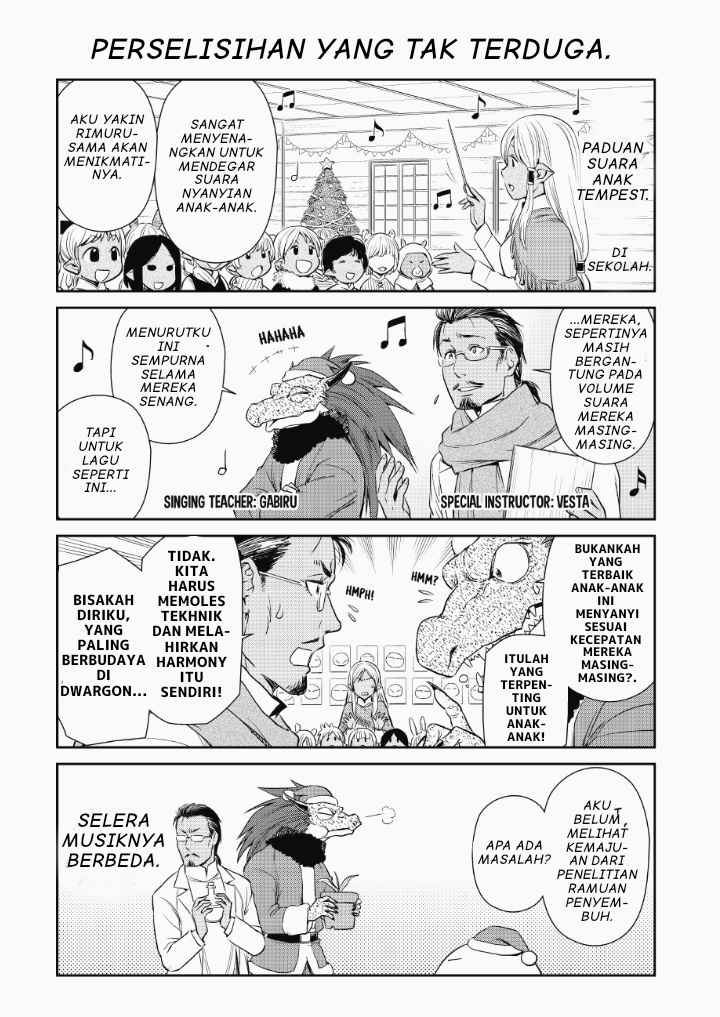 PERSELISIHAN YANG TAK TERDUGA.
PADUAN
SUARA
ANAK
TEMPEST.
DI
SEKOLAH.
SANGAT
MENYENA-
NGKAN UNTUK
MENDEGAR
SUARA
NYANYIAN
ANAK-ANAK.
AKU YAKIN
RIMURU-
SAMA AKAN
MENIKMATI-
NYA.
...MEREKA,
SEPERTINYA
MASIH
BERGAN-
TUNG PADA
VOLUME
SUARA
MEREKA
MASING-
MASING.
HAHAHA
MENURUTKU
INI
SEMPURNA
SELAMA
MEREKA
SENANG.
TAPI
UNTUK
LAGU
SEPERTI
INI...
SINGING TEACHER: GABIRU
SPECIAL INSTRUCTOR: VESTA
BUKANKAH
YANG
TERBAIK
ANAK-ANAK
INI
MENYANYI
SESUAI
KECEPATAN
MEREKA
MASING-
MASING?.
ITULAH
YANG
TERPEN-
TING
UNTUK
ANAK-
ANAK!
HMM?
HMPH!
TIDAK.
KITA
HARUS
MEMOLES
TEKHNIK
DAN MELA-
HIRKAN
HARMONY
ITU
SENDIRI!
BISAKAH
DIRIKU,
YANG
PALING
BERBUDAYA
DI
DWARGON...
AKU
BELUM,
MELIHAT
KEMAJU-
AN DARI
PENELITIAN
RAMUAN
PENYEM-
BUH.
APA ADA
MASALAH?
SELERA
MUSIKNYA
BERBEDA.